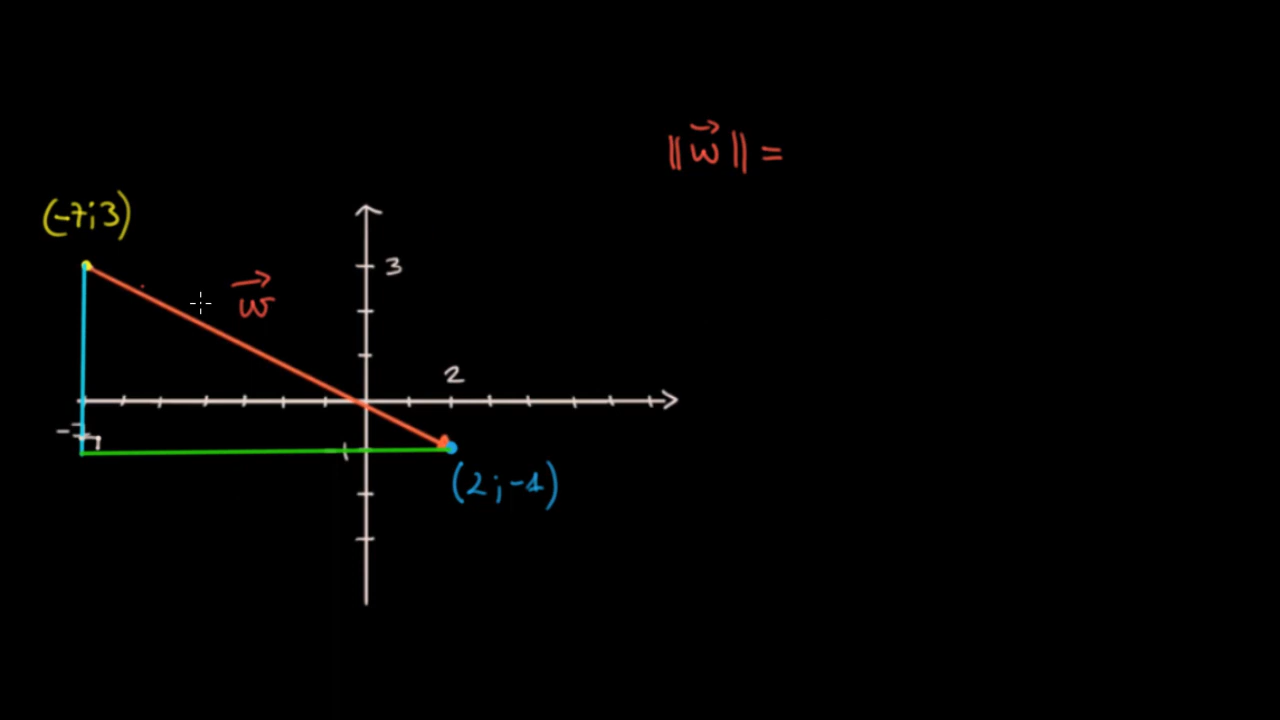 ‖w⃗‖ =
(-7;3)
w⃗
3
2
(2;-1)